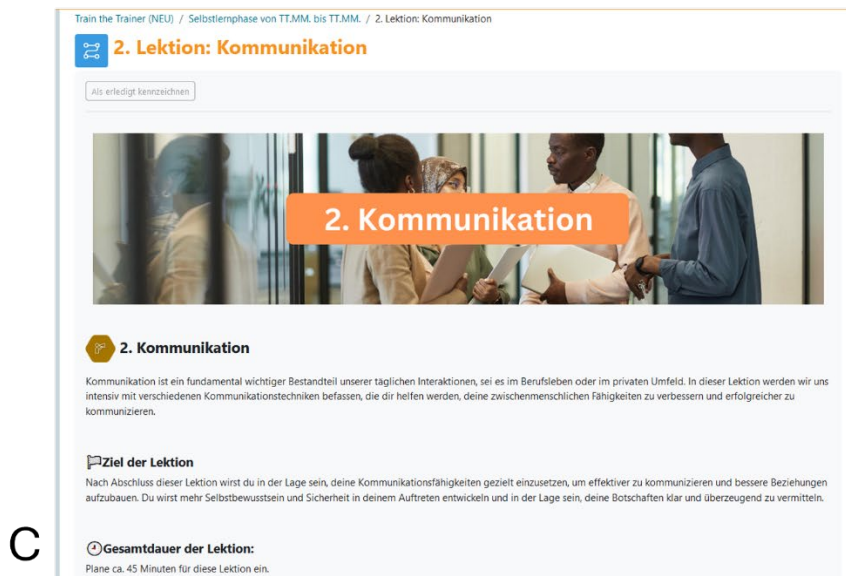 Train the Trainer (NEU) / Selbstlernphase von TT.MM. bis TT.MM. / 2. Lektion: Kommunikation
2. Lektion: Kommunikation
Als erledigt kennzeichnen
2. Kommunikation
2. Kommunikation
Kommunikation ist ein fundamental wichtiger Bestandteil unserer täglichen Interaktionen, sei es im Berufsleben oder im privaten Umfeld. In dieser Lektion werden wir uns
intensiv mit verschiedenen Kommunikationstechniken befassen, die dir helfen werden, deine zwischenmenschlichen Fähigkeiten zu verbessern und erfolgreicher zu
kommunizieren.
Ziel der Lektion
Nach Abschluss dieser Lektion wirst du in der Lage sein, deine Kommunikationsfähigkeiten gezielt einzusetzen, um effektiver zu kommunizieren und bessere Beziehungen
aufzubauen. Du wirst mehr Selbstbewusstsein und Sicherheit in deinem Auftreten entwickeln und in der Lage sein, deine Botschaften klar und überzeugend zu vermitteln.
C
Gesamtdauer der Lektion:
Plane ca. 45 Minuten für diese Lektion ein.